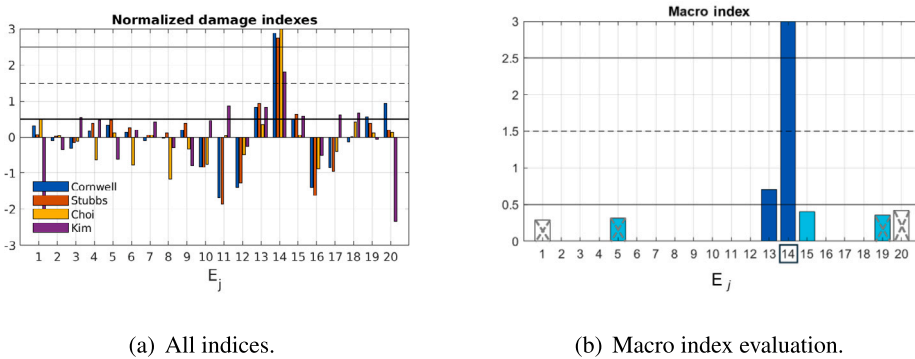 Normalized damage indexes
3
2
1
0
-1
-2
-3
Cornwell
Stubbs
Choi
Kim
1 2 3 4 5 6 7 8 9 10 11 12 13 14 15 16 17 18 19 20
E j
(a) All indices.
Macro index
3
2.5
2
1.5
1
0.5
0
1 2 3 4 5 6 7 8 9 10 11 12 13 14 15 16 17 18 19 20
E j
(b) Macro index evaluation.